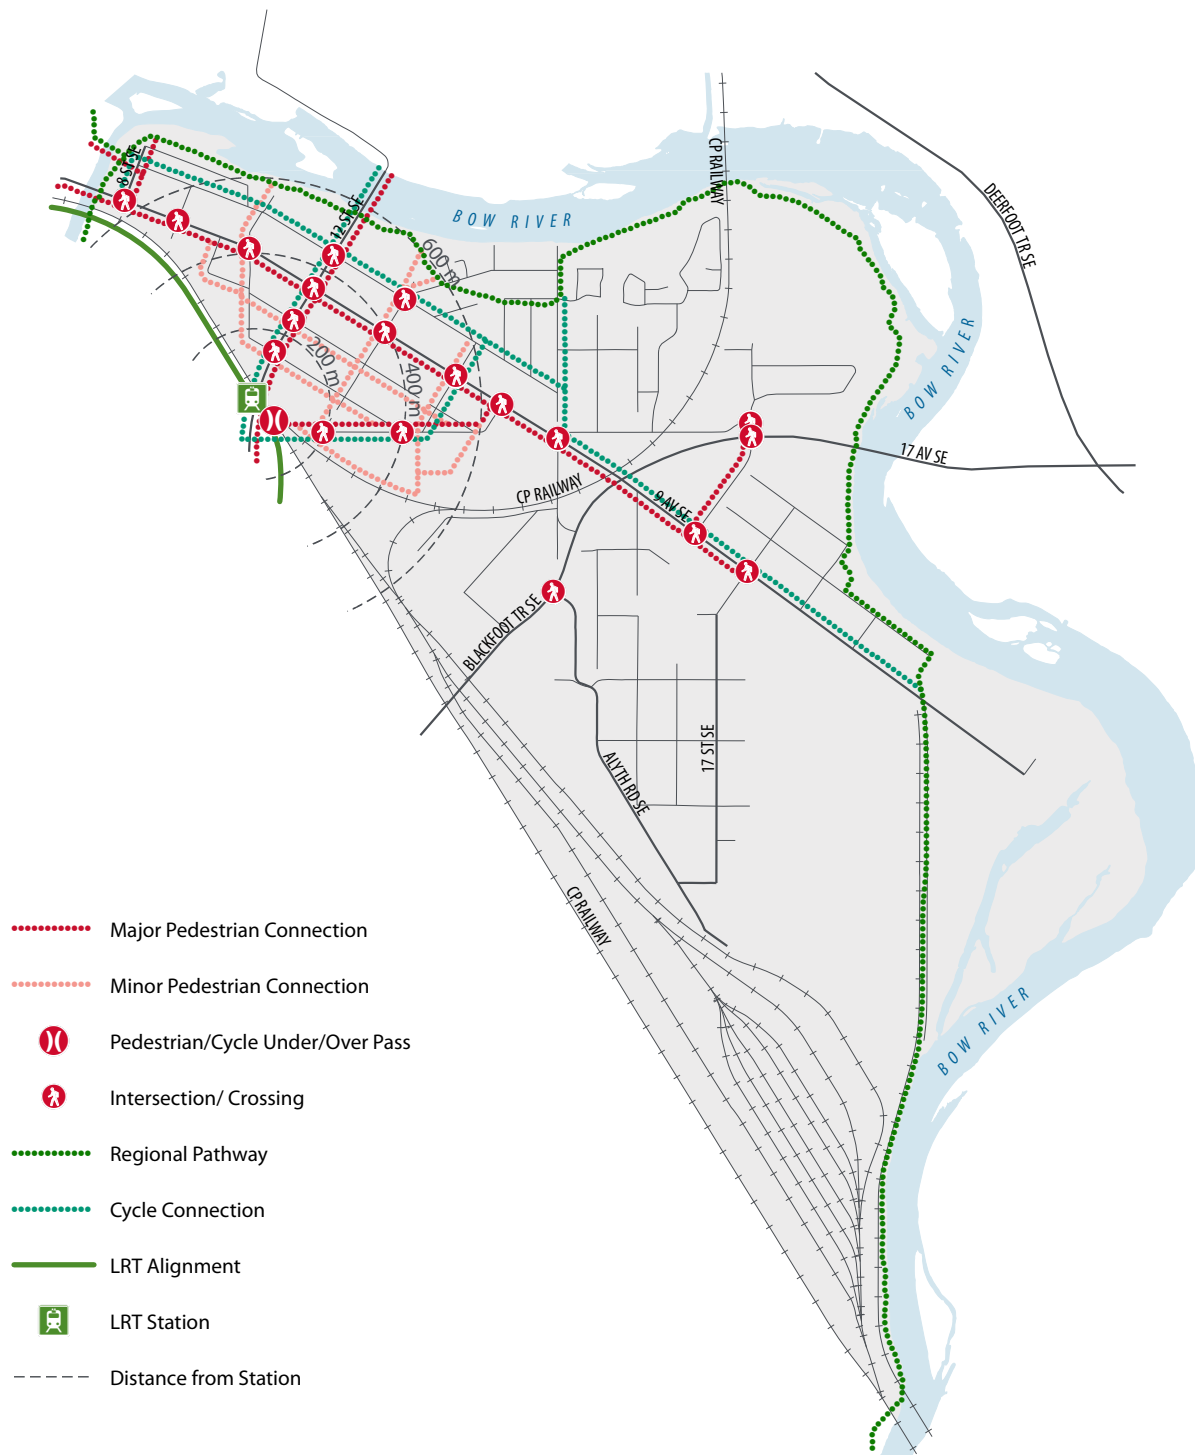 8 ST SE
12 ST SE
BOW RIVER
CP RAILWAY
DEERFOOT TR SE
600 m
200 m
400 m
BOW RIVER
17 AV SE
CP RAILWAY
9 AV SE
BLACKFOOT TR SE
17 ST SE
ALYTH RD SE
CP RAILWAY
BOW RIVER
Major Pedestrian Connection
Minor Pedestrian Connection
Pedestrian/Cycle Under/Over Pass
Intersection/ Crossing
Regional Pathway
Cycle Connection
LRT Alignment
LRT Station
Distance from Station